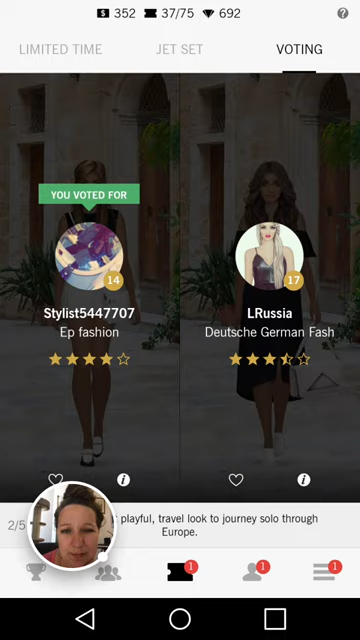 352 37/75 692 ?
LIMITED TIME JET SET VOTING
YOU VOTED FOR
14 17
Stylist5447707 LRussia
Ep fashion Deutsche German Fash
i i
2/5 playful, travel look to journey solo through
Europe.
1 1 1